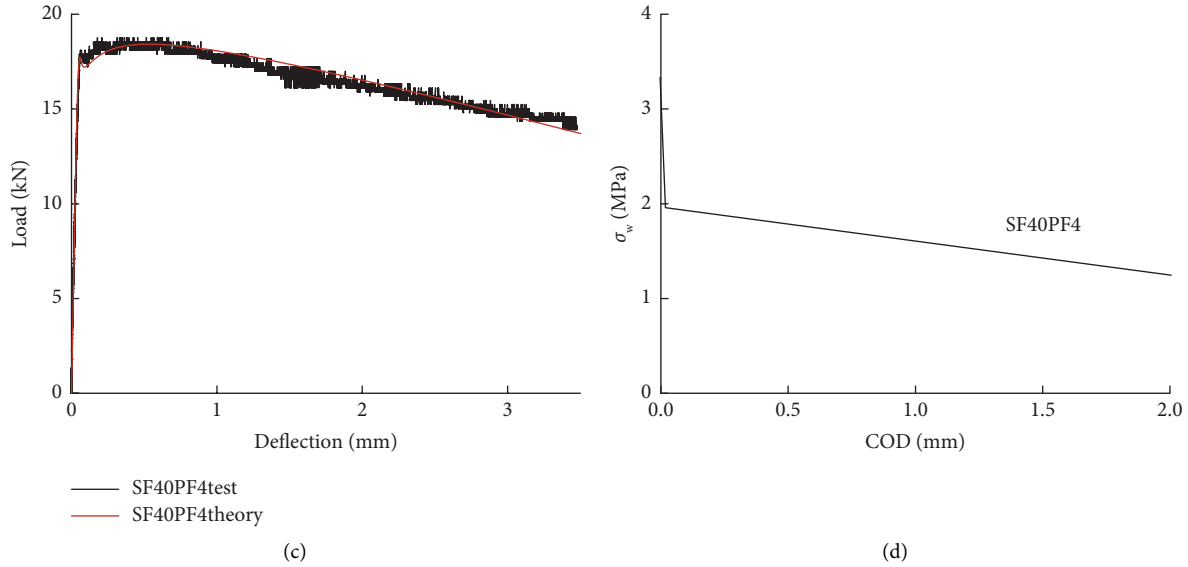 20
15
10
5
0
Load (kN)
0
1
2
3
Deflection (mm)
SF40PF4test
SF40PF4theory
(c)
4
3
2
1
0
σw (MPa)
SF40PF4
0.0
0.5
1.0
1.5
2.0
COD (mm)
(d)